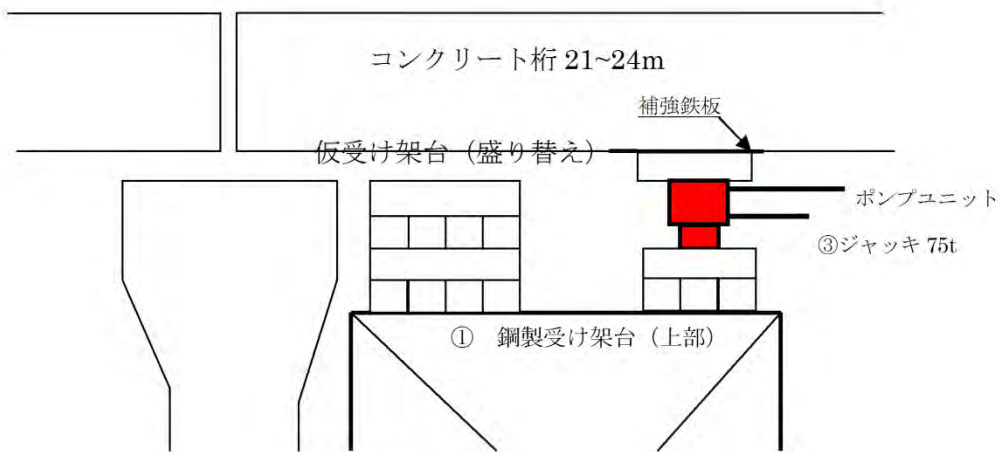 コンクリート桁 21~24m
補強鉄板
仮受け架台（盛り替え）
ポンプユニット
③ジャッキ 75t
①　鋼製受け架台（上部）